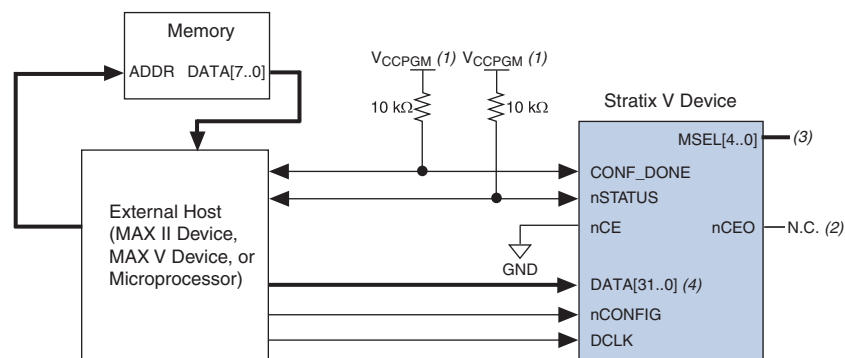 Memory
ADDR DATA[7..0]
V_CCPGM (1) V_CCPGM (1)
10 kΩ 10 kΩ
Stratix V Device
MSEL[4..0] (3)
CONF_DONE
nSTATUS
External Host
(MAX II Device,
MAX V Device, or
Microprocessor)
nCE nCEO N.C. (2)
GND
DATA[31..0] (4)
nCONFIG
DCLK